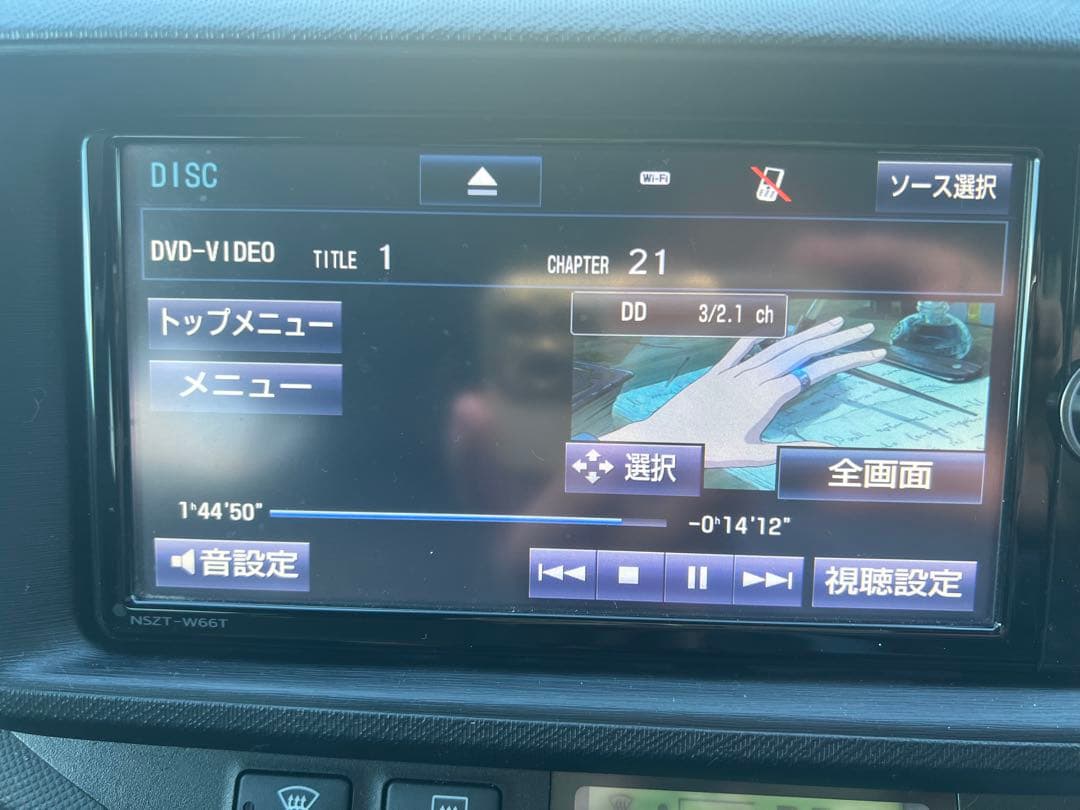 DISC
Wi-Fi
ソース選択
DVD-VIDEO TITLE 1 CHAPTER 21
トップメニュー
DD 3/2.1 ch
メニュー
選択
全画面
1h44'50" -0h14'12"
音設定
視聴設定
NSZT-W66T